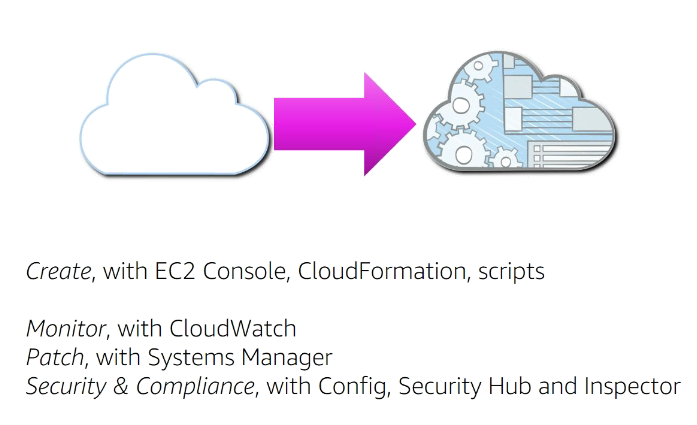 Create, with EC2 Console, CloudFormation, scripts
Monitor, with CloudWatch
Patch, with Systems Manager
Security & Compliance, with Config, Security Hub and Inspector